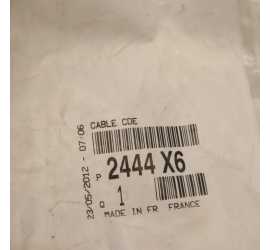 CABLE CDE
P 2444 X6
Q 1
MADE IN FR FRANCE
23/05/2012 - 07:06